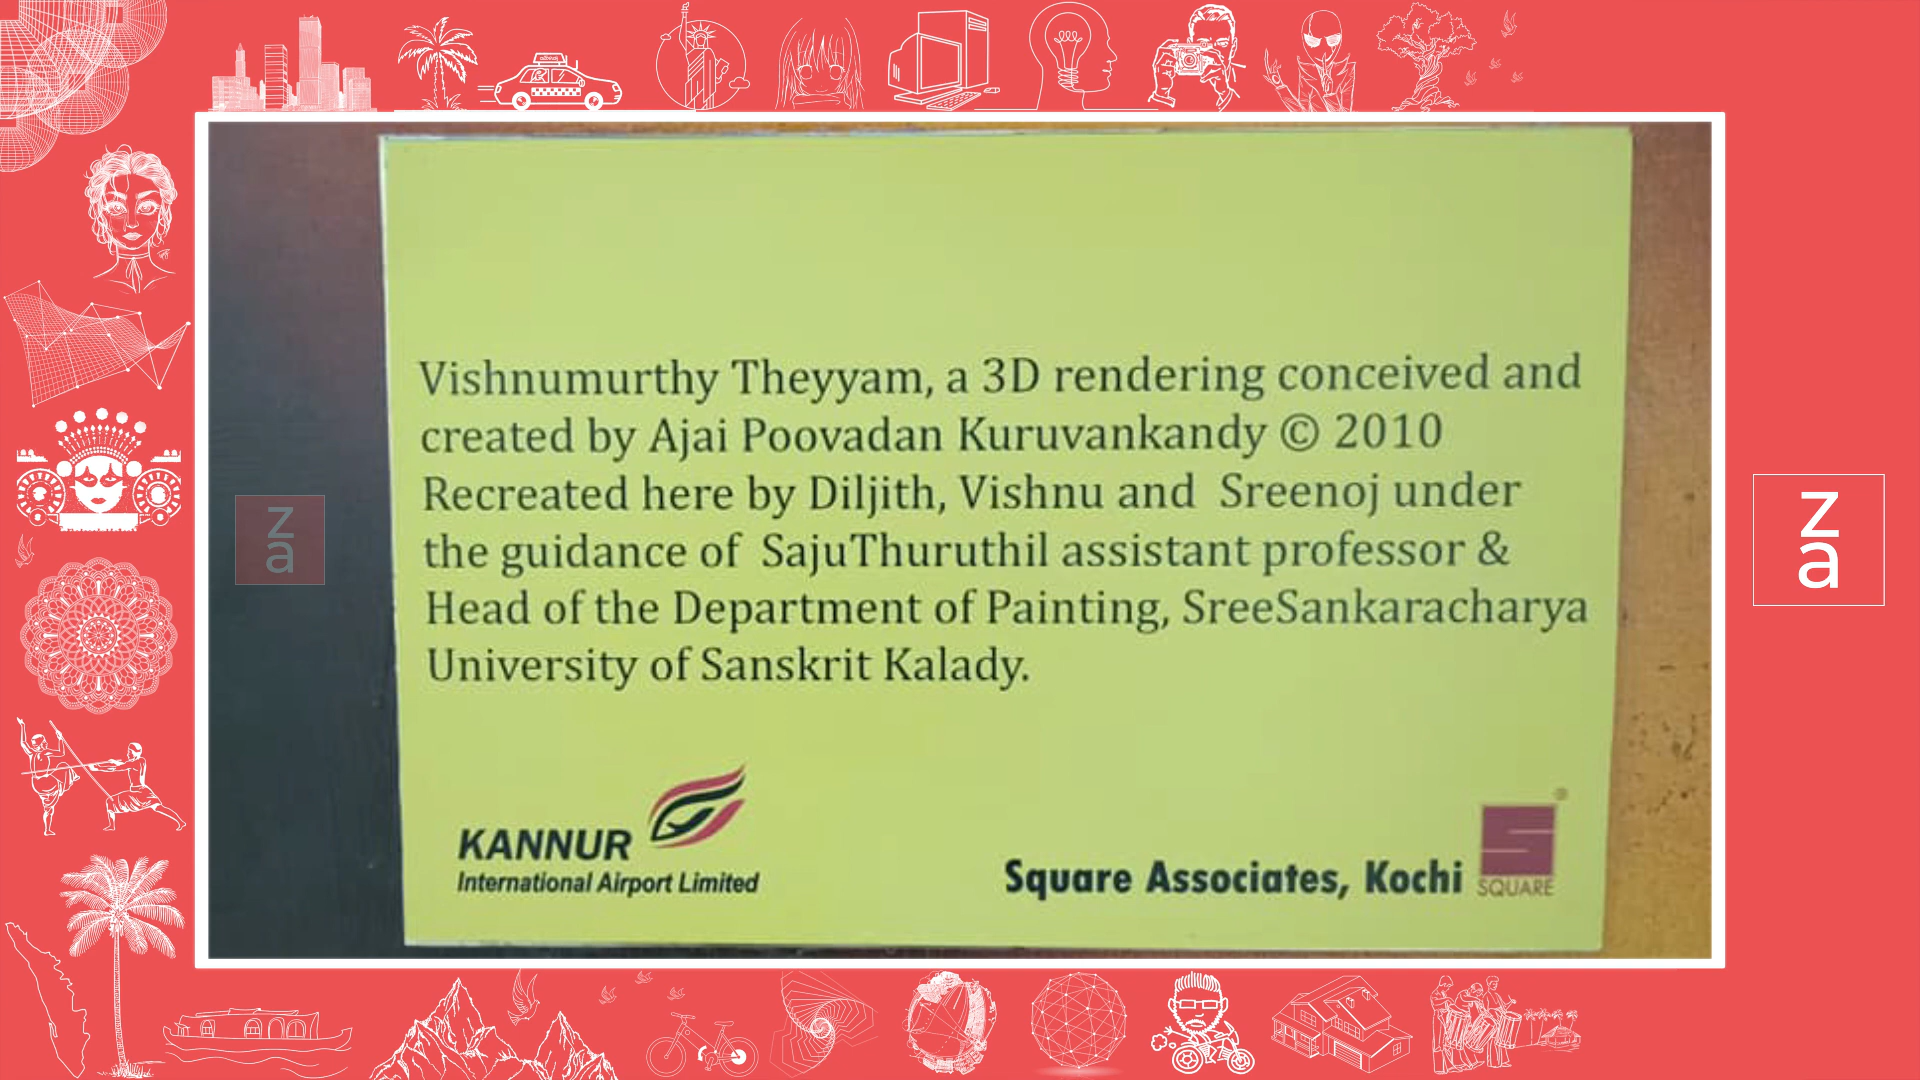 Vishnumurthy Theyyam, a 3D rendering conceived and
created by Ajai Poovadan Kuruvankandy © 2010
Recreated here by Diljith, Vishnu and Sreenoj under
the guidance of SajuThuruthil assistant professor &
Head of the Department of Painting, SreeSankaracharya
University of Sanskrit Kalady.
KANNUR
International Airport Limited
Square Associates, Kochi
SQUARE
®
za
za